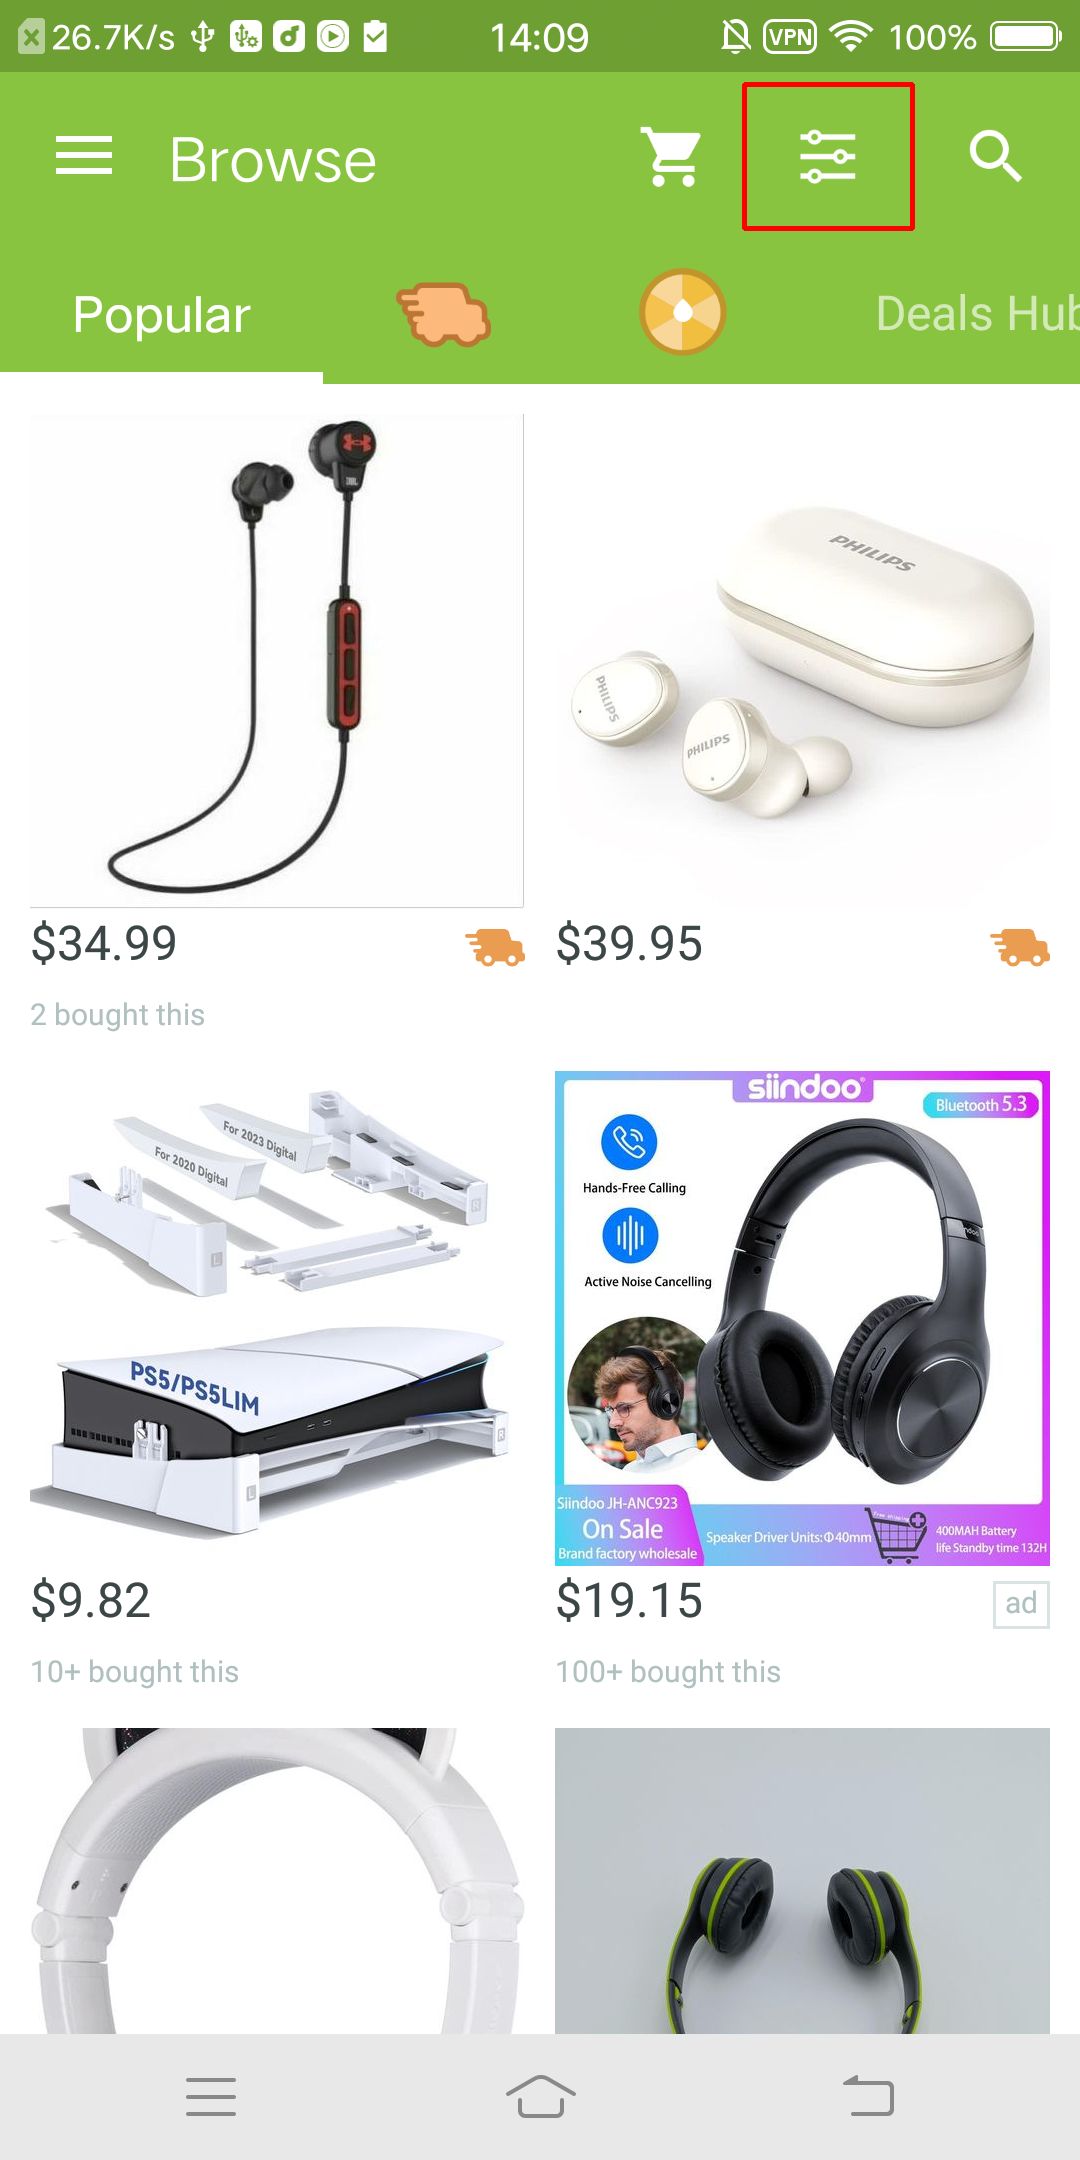 26.7K/s
14:09
VPN
100%
Browse
Popular
Deals Hub
JBL
PHILIPS
PHILIPS
PHILIPS
$34.99
$39.95
2 bought this
For 2023 Digital
For 2020 Digital
L
R
PS5/PS5LIM
L
R
siindoo®
Bluetooth 5.3
Hands-Free Calling
Active Noise Cancelling
Siindoo JH-ANC923
On Sale
Brand factory wholesale
Speaker Driver Units:Φ40mm
Free shipping
400MAH Battery
life Standby time 132H
$9.82
$19.15
ad
10+ bought this
100+ bought this